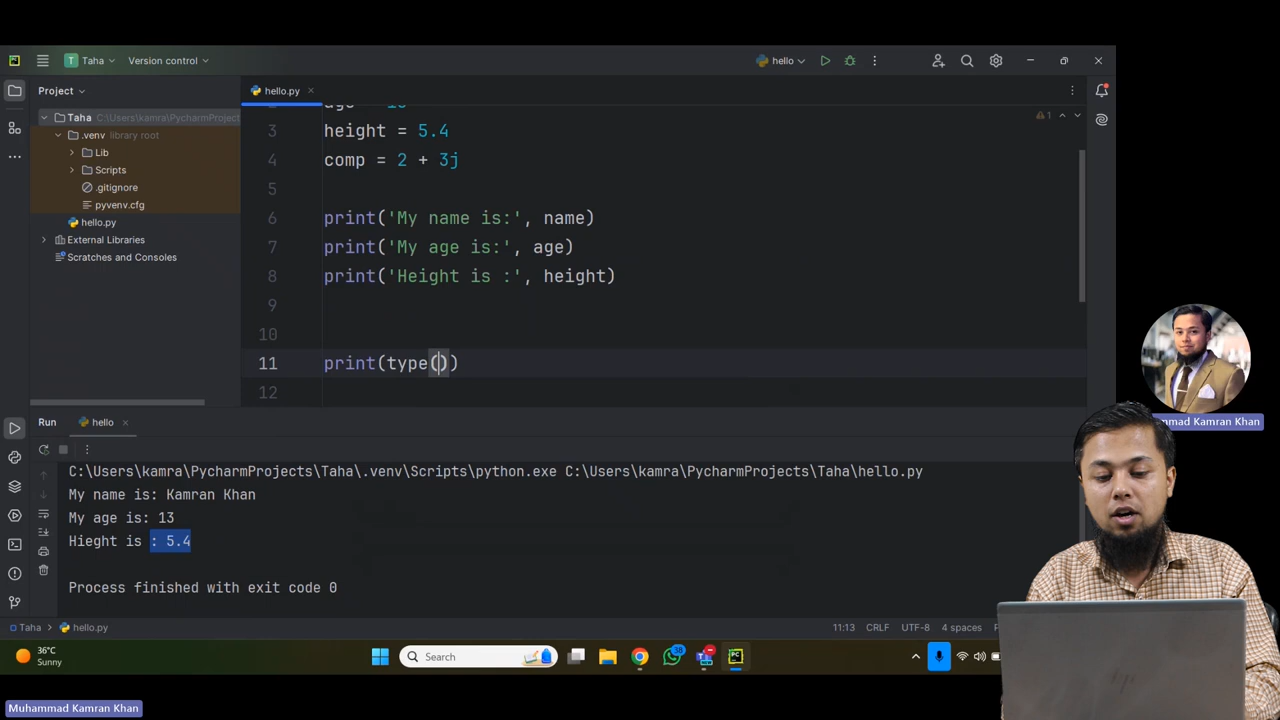 Taha
Version control
hello
Project
hello.py
Taha C:\Users\kamra\PycharmProject
.venv library root
Lib
Scripts
.gitignore
pyvenv.cfg
hello.py
External Libraries
Scratches and Consoles
3 height = 5.4
4 comp = 2 + 3j
5
6 print('My name is:', name)
7 print('My age is:', age)
8 print('Height is :', height)
9
10
11 print(type())
12
1
Run
hello
C:\Users\kamra\PycharmProjects\Taha\.venv\Scripts\python.exe C:\Users\kamra\PycharmProjects\Taha\hello.py
My name is: Kamran Khan
My age is: 13
Hieght is : 5.4
Process finished with exit code 0
Taha
hello.py
11:13 CRLF UTF-8 4 spaces
36°C
Sunny
Search
38
PC
Kamran Khan
Muhammad Kamran Khan